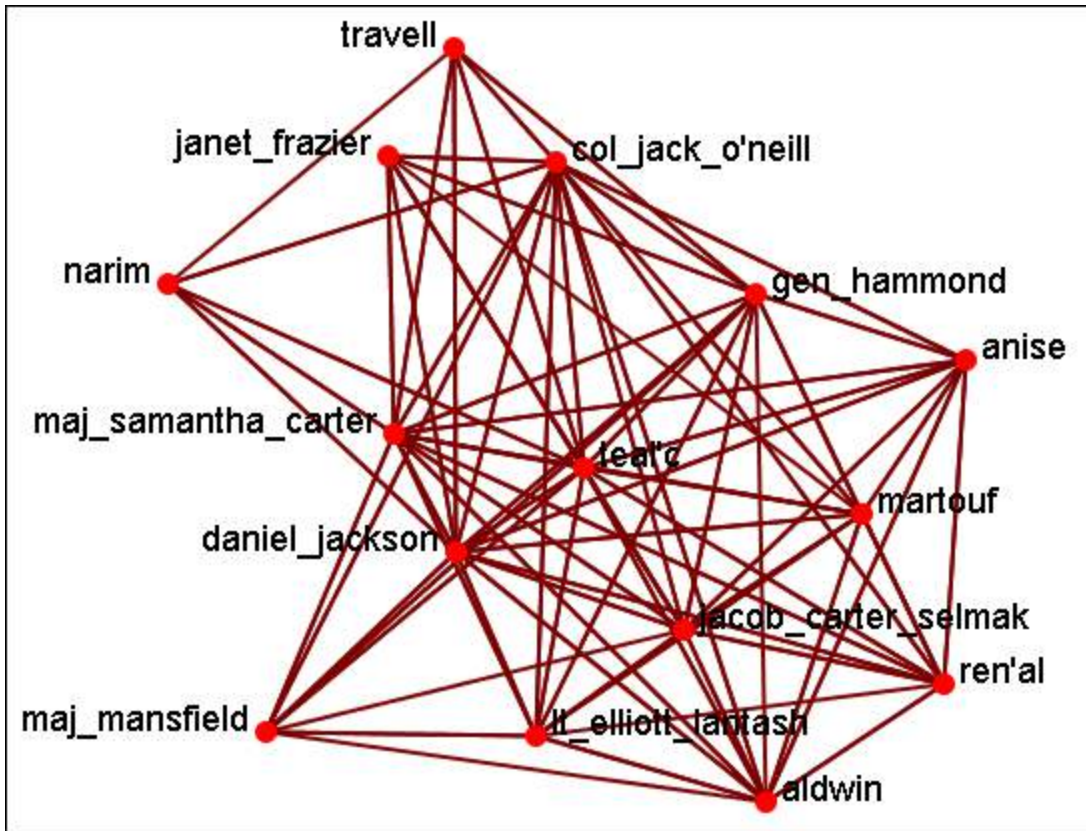 travell
janet_frazier
col_jack_o'neill
narim
gen_hammond
anise
maj_samantha_carter
teal'c
martouf
daniel_jackson
jacob_carter_selmak
ren'al
maj_mansfield
lt_elliott_lantash
aldwin